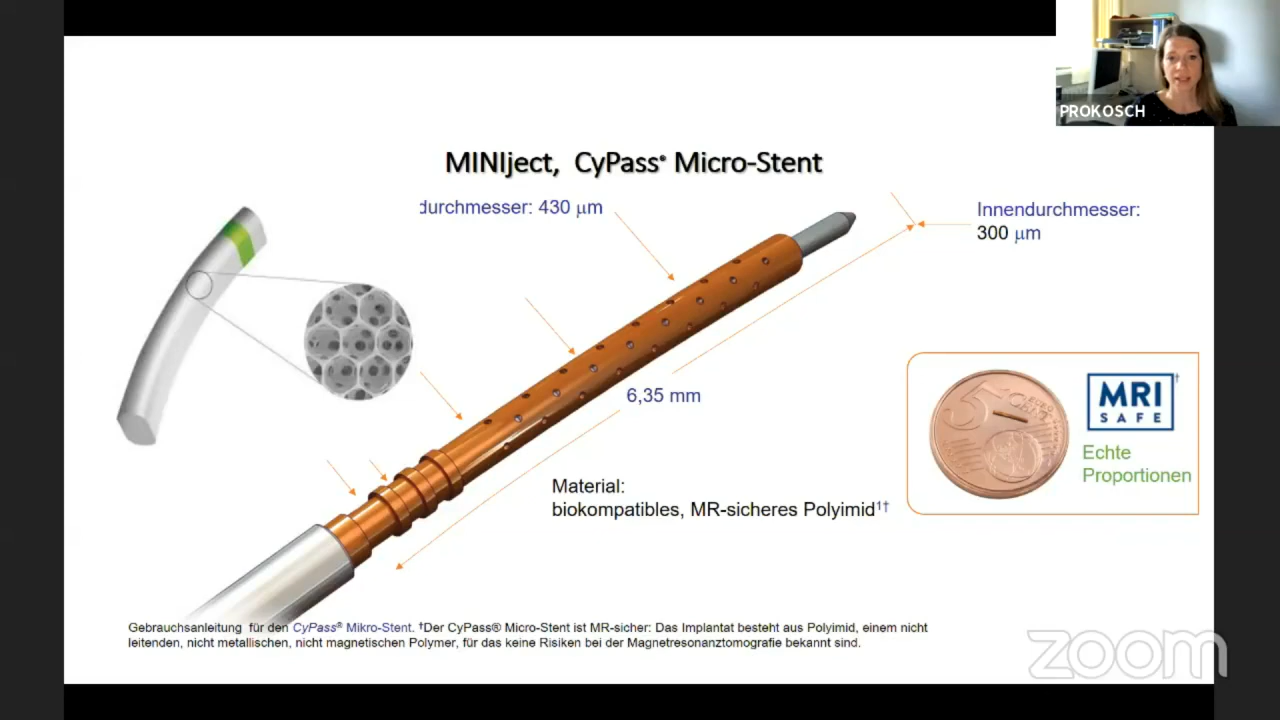 PROKOSCH
MINIject, CyPass® Micro-Stent
durchmesser: 430 µm
Innendurchmesser:
300 µm
6,35 mm
Material:
biokompatibles, MR-sicheres Polyimid¹†
5
CENT
MRI†
SAFE
Echte
Proportionen
Gebrauchsanleitung für den CyPass® Mikro-Stent. †Der CyPass® Micro-Stent ist MR-sicher: Das Implantat besteht aus Polyimid, einem nicht
leitenden, nicht metallischen, nicht magnetischen Polymer, für das keine Risiken bei der Magnetresonanztomografie bekannt sind.
zoom